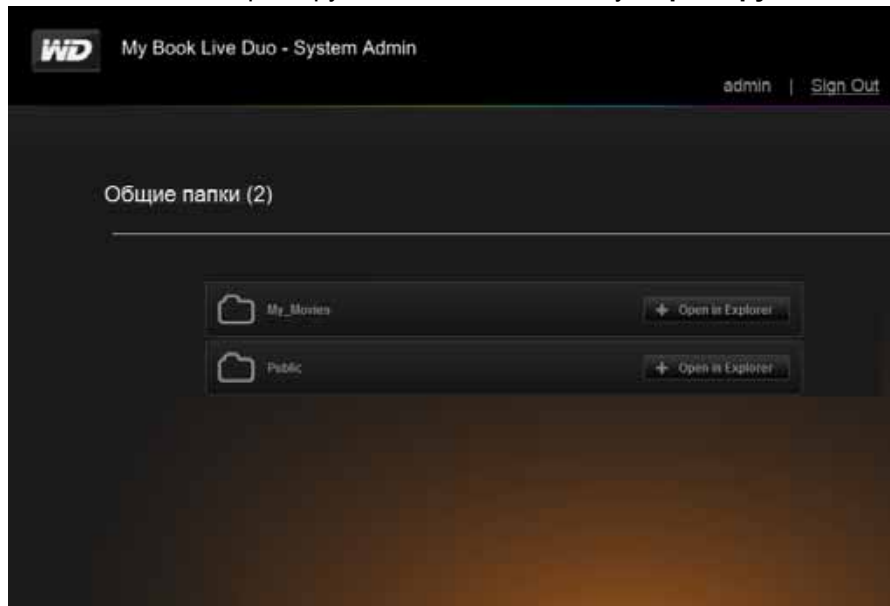 WD
My Book Live Duo - System Admin
admin | Sign Out
Общие папки (2)
My_Movies
+ Open in Explorer
Public
+ Open in Explorer